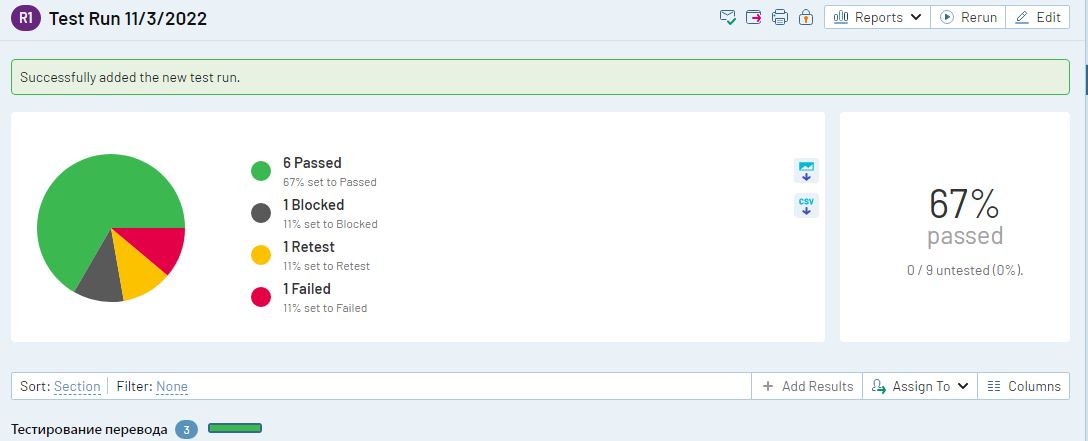 R1 Test Run 11/3/2022 Reports Rerun Edit
Successfully added the new test run.
6 Passed
67% set to Passed
1 Blocked
11% set to Blocked
1 Retest
11% set to Retest
1 Failed
11% set to Failed
CSV
67%
passed
0 / 9 untested (0%).
Sort: Section Filter: None + Add Results Assign To Columns
Тестирование перевода 3